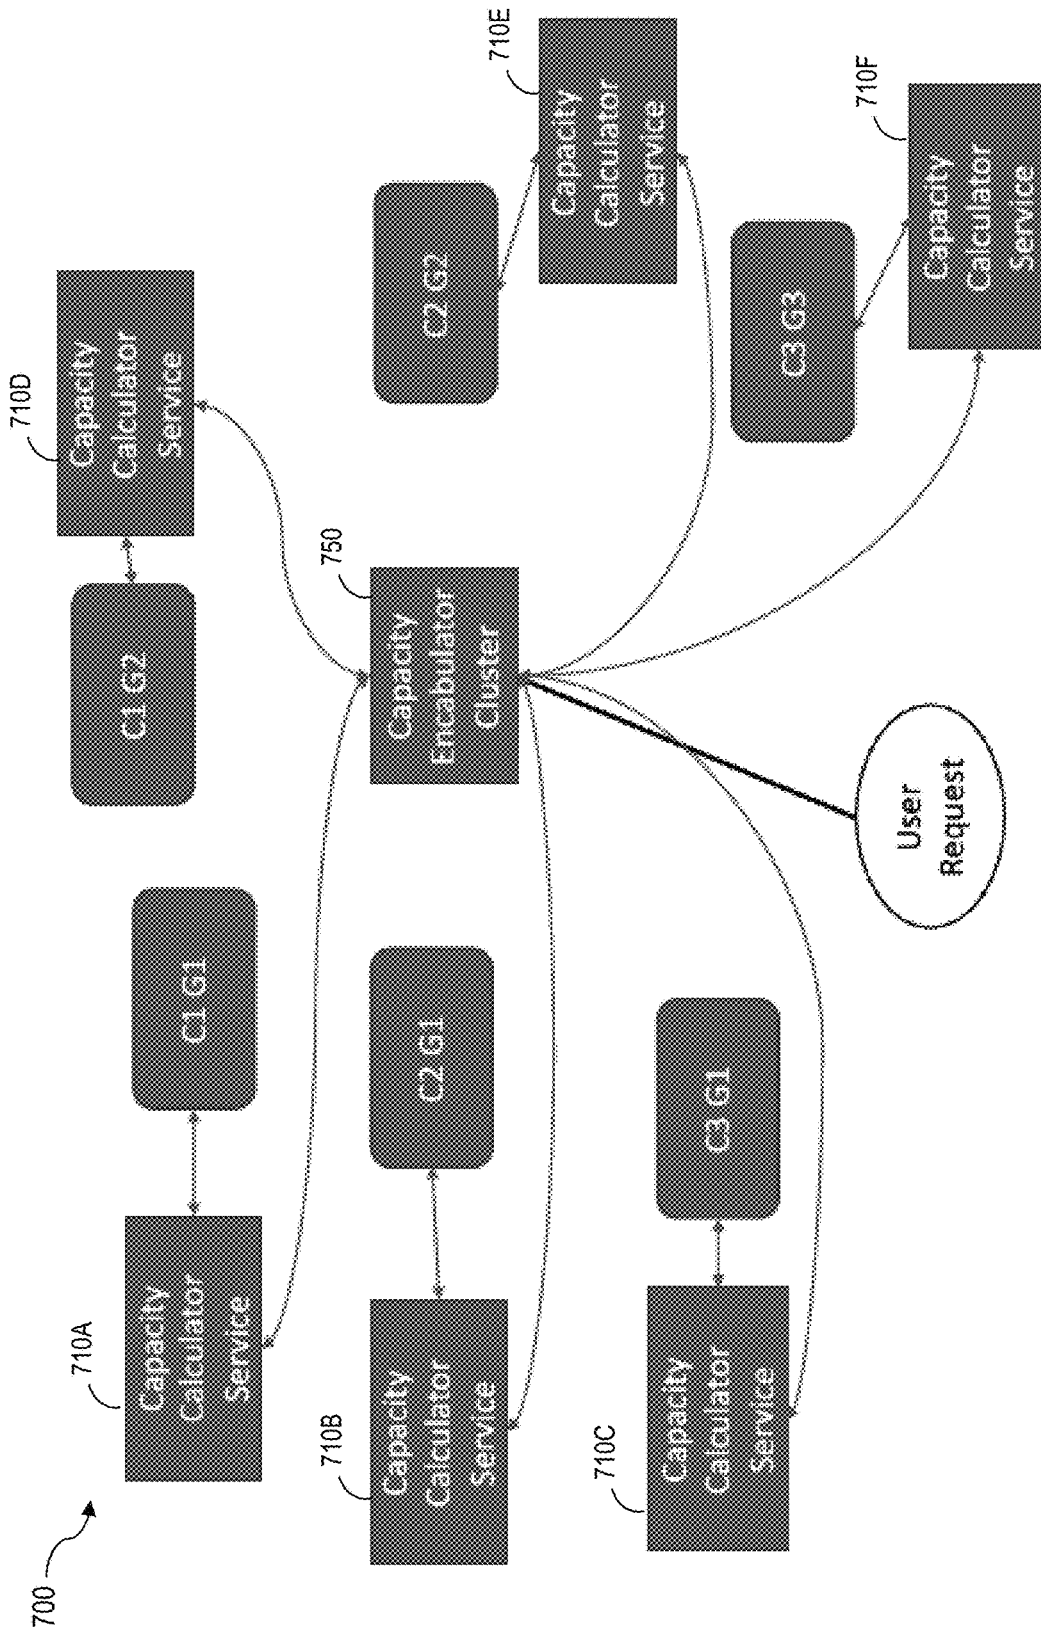 700
710A
Capacity
Calculator
Service
C1 G1
C1 G2
710D
Capacity
Calculator
Service
710B
Capacity
Calculator
Service
C2 G1
750
Capacity
Encabulator
Cluster
C2 G2
710E
Capacity
Calculator
Service
710C
Capacity
Calculator
Service
C3 G1
User
Request
C3 G3
710F
Capacity
Calculator
Service